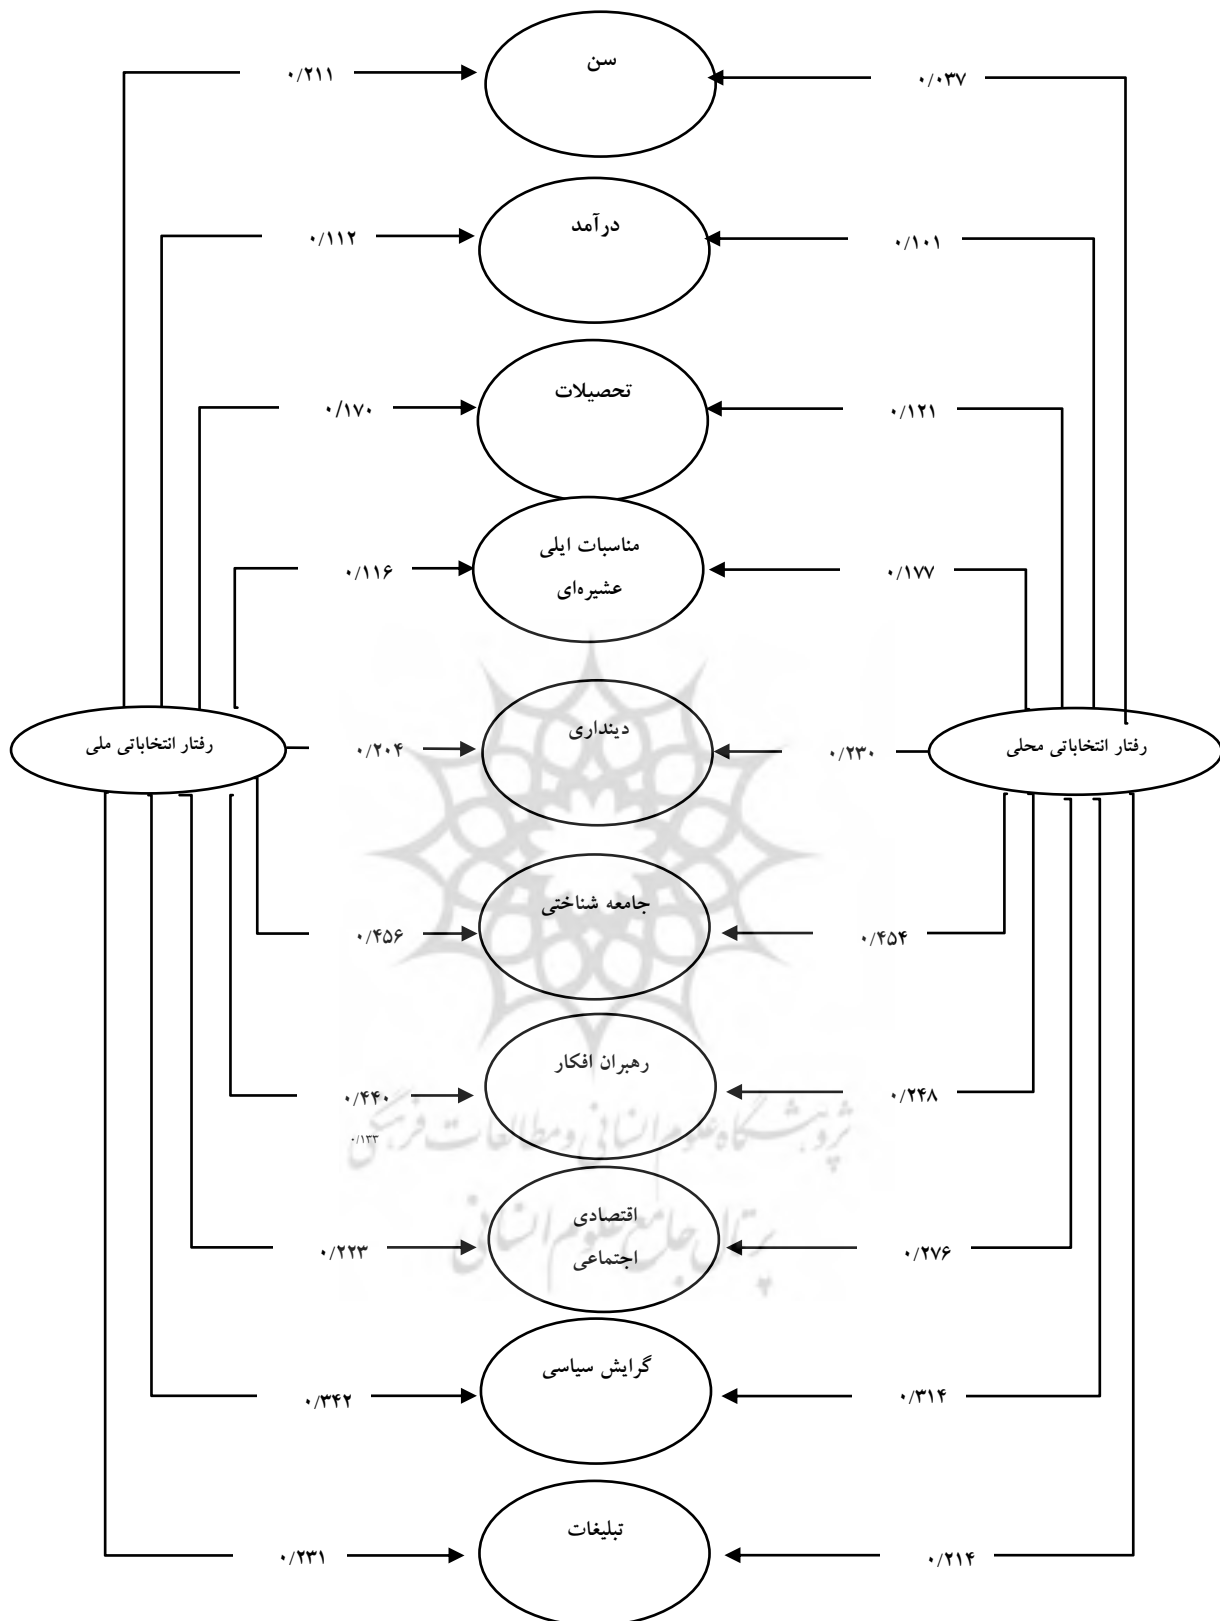 سن
۰/۲۱۱
۰/۰۳۷
درآمد
۰/۱۱۲
۰/۱۰۱
تحصیلات
۰/۱۷۰
۰/۱۲۱
مناسبات ایلی
عشیره‌ای
۰/۱۱۶
۰/۱۷۷
رفتار انتخاباتی محلی
دینداری
رفتار انتخاباتی ملی
۰/۲۳۰
۰/۲۰۴
جامعه شناختی
۰/۴۵۴
۰/۴۵۶
رهبران افکار
۰/۲۴۸
۰/۴۴۰
۰/۱۳۳
پژوهشگاه علوم انسانی و مطالعات فرهنگی
اقتصادی
اجتماعی
۰/۲۷۶
۰/۲۲۳
پرتال جامع علوم انسانی
گرایش سیاسی
۰/۳۱۴
۰/۳۴۲
تبلیغات
۰/۲۱۴
۰/۲۳۱